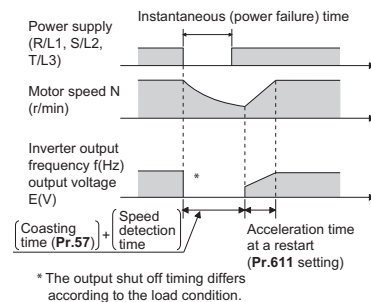 Instantaneous (power failure) time
Power supply
(R/L1, S/L2,
T/L3)
Motor speed N
(r/min)
Inverter output
frequency f(Hz)
output voltage
E(V)
*
Coasting
time (Pr.57)
+
Speed
detection
time
Acceleration time
at a restart
(Pr.611 setting)
* The output shut off timing differs
according to the load condition.